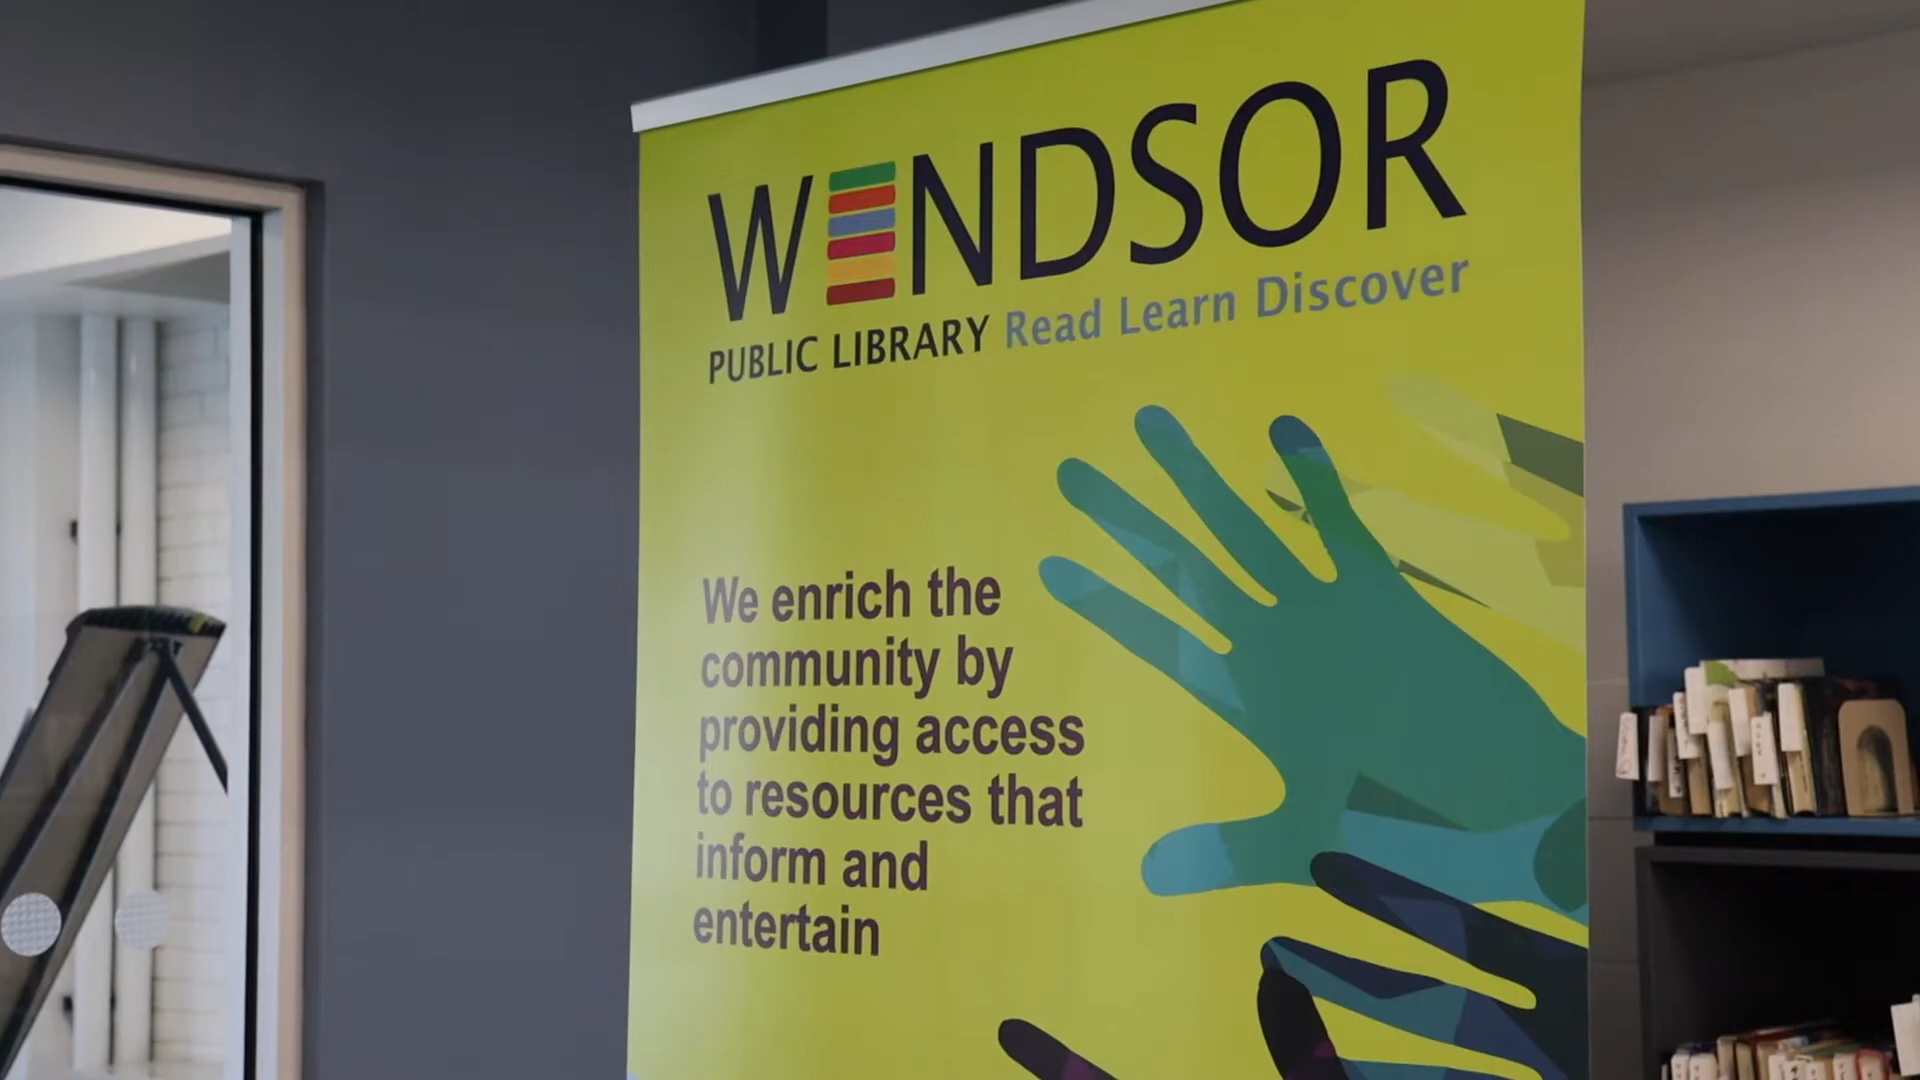 WINDSOR
PUBLIC LIBRARY Read Learn Discover
We enrich the
community by
providing access
to resources that
inform and
entertain